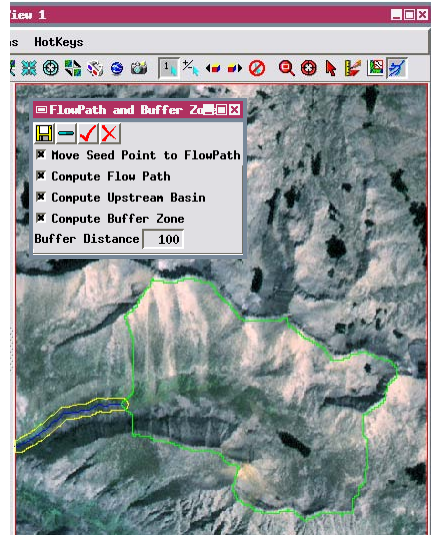 iew 1
ns HotKeys
FlowPath and Buffer Zo
Move Seed Point to FlowPath
Compute Flow Path
Compute Upstream Basin
Compute Buffer Zone
Buffer Distance 100